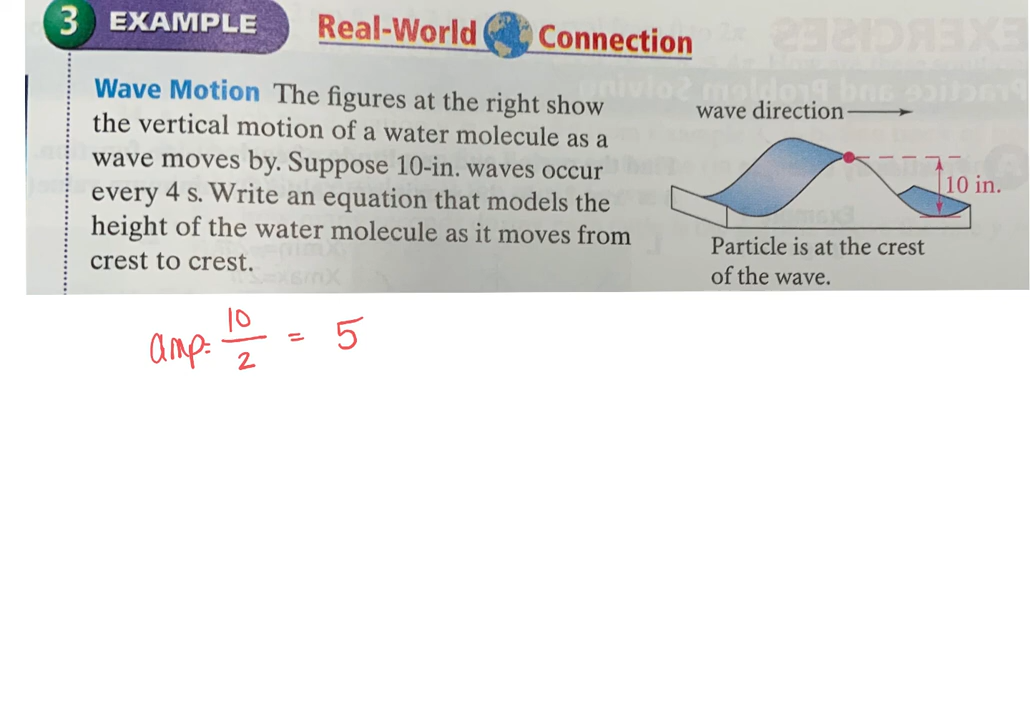 3 EXAMPLE Real-World Connection
Wave Motion The figures at the right show
the vertical motion of a water molecule as a
wave moves by. Suppose 10-in. waves occur
every 4 s. Write an equation that models the
height of the water molecule as it moves from
crest to crest.
wave direction
10 in.
Particle is at the crest
of the wave.
amp= 10/2 = 5